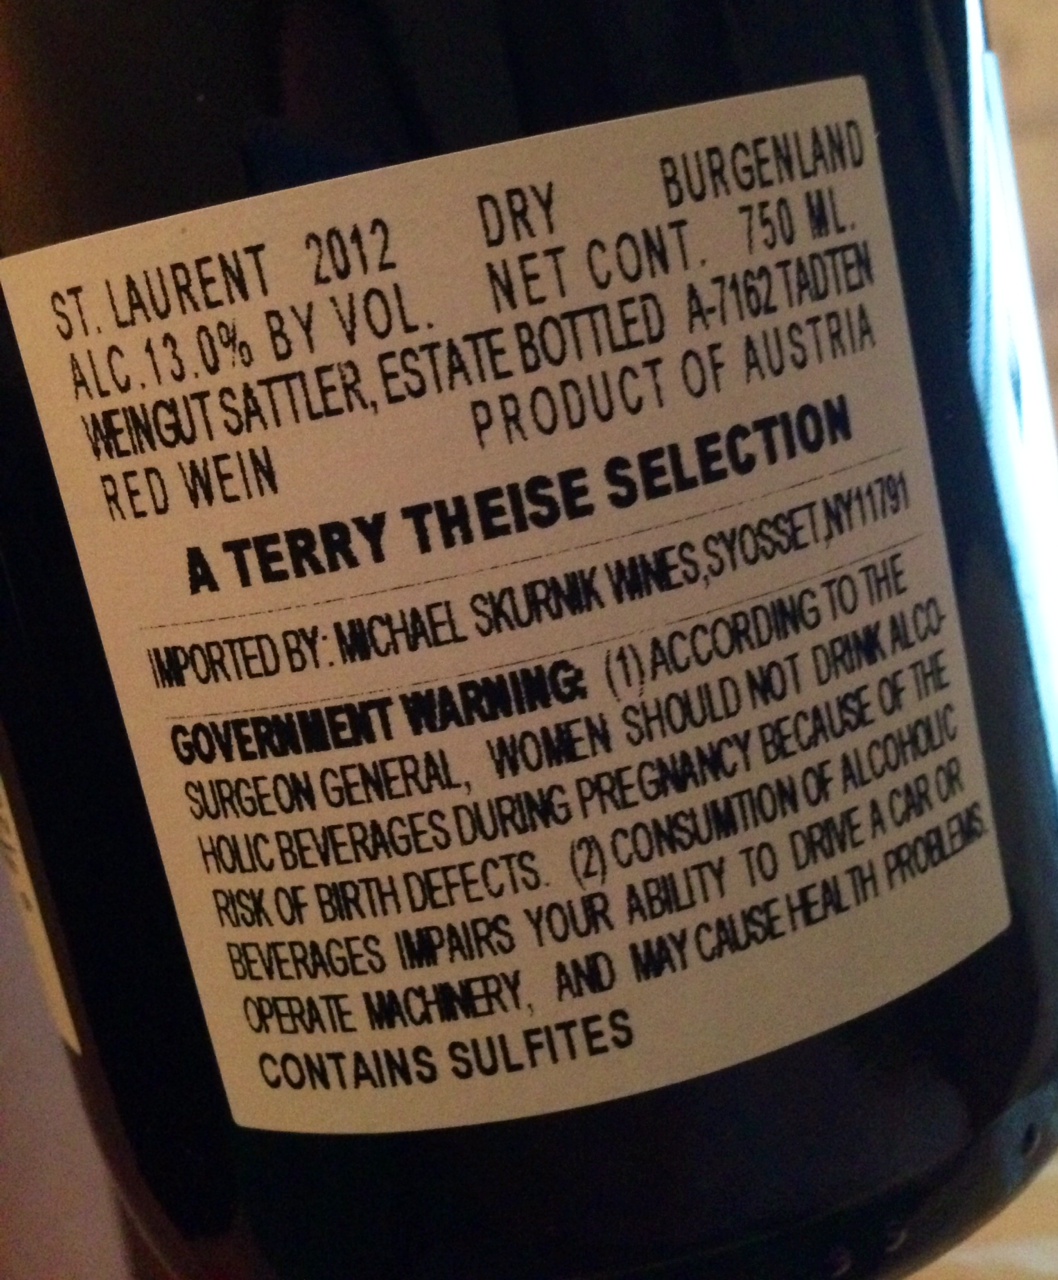 ST. LAURENT 2012 DRY BURGENLAND
ALC.13.0% BY VOL. NET CONT. 750 ML.
WEINGUT SATTLER, ESTATE BOTTLED A-7162 TADTEN
RED WEIN PRODUCT OF AUSTRIA
A TERRY THEISE SELECTION
IMPORTED BY: MICHAEL SKURNIK WINES,SYOSSET,NY11791
GOVERNMENT WARNING: (1) ACCORDING TO THE
SURGEON GENERAL, WOMEN SHOULD NOT DRINK ALCO-
HOLIC BEVERAGES DURING PREGNANCY BECAUSE OF THE
RISK OF BIRTH DEFECTS. (2) CONSUMTION OF ALCOHOLIC
BEVERAGES IMPAIRS YOUR ABILITY TO DRIVE A CAR OR
OPERATE MACHINERY, AND MAY CAUSE HEALTH PROBLEMS.
CONTAINS SULFITES